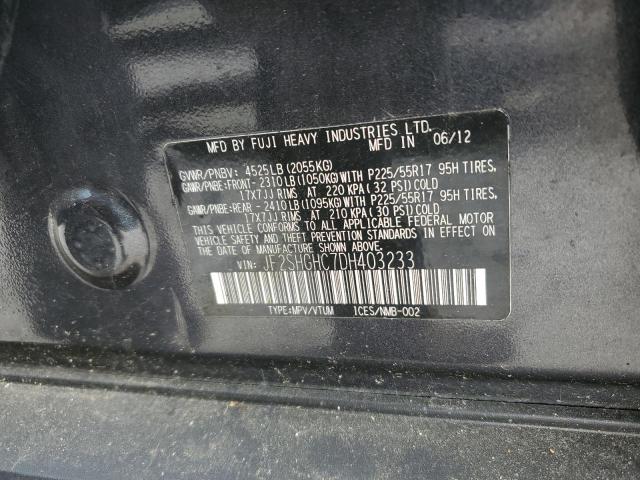 MFD BY FUJI HEAVY INDUSTRIES LTD.
MFD IN 06/12
GVWR/PNBV: 4525LB (2055KG)
GAWR/PNBE:FRONT- 2310LB (1050KG) WITH P225/55R17 95H TIRES,
17X7JJ RIMS AT 220 KPA (32 PSI) COLD
GAWR/PNBE:REAR - 2410LB (1095KG) WITH P225/55R17 95H TIRES,
17X7JJ RIMS AT 210 KPA (30 PSI) COLD
THIS VEHICLE CONFORMS TO ALL APPLICABLE FEDERAL MOTOR
VEHICLE SAFETY AND THEFT PREVENTION STANDARDS IN EFFECT ON
THE DATE OF MANUFACTURE SHOWN ABOVE.
VIN: JF2SHGHC7DH403233
TYPE:MPV/VTUM ICES/NMB-002